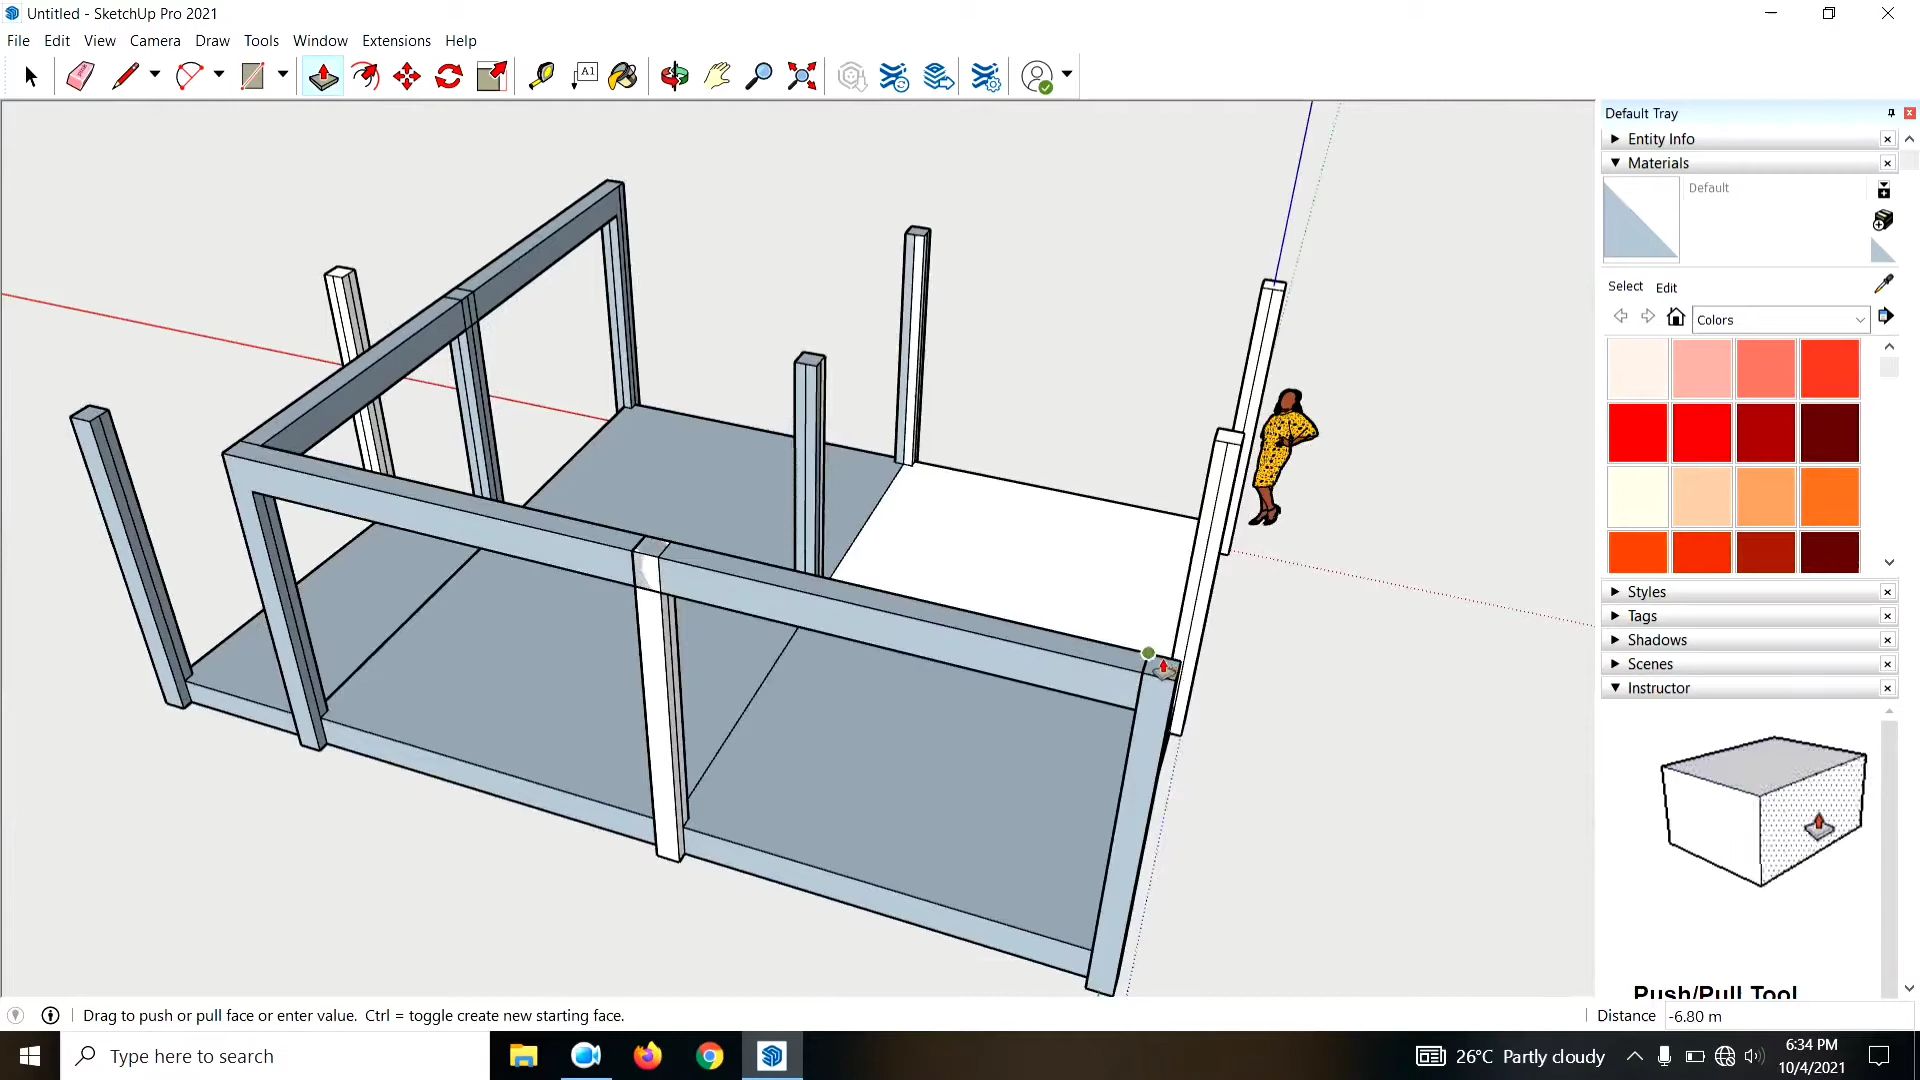 Untitled - SketchUp Pro 2021
File Edit View Camera Draw Tools Window Extensions Help
A1
Default Tray
Entity Info
Materials
Default
Select Edit
Colors
Styles
Tags
Shadows
Scenes
Instructor
Push/Pull Tool
Drag to push or pull face or enter value. Ctrl = toggle create new starting face.
Distance -6.80 m
Type here to search
26°C Partly cloudy
6:34 PM
10/4/2021